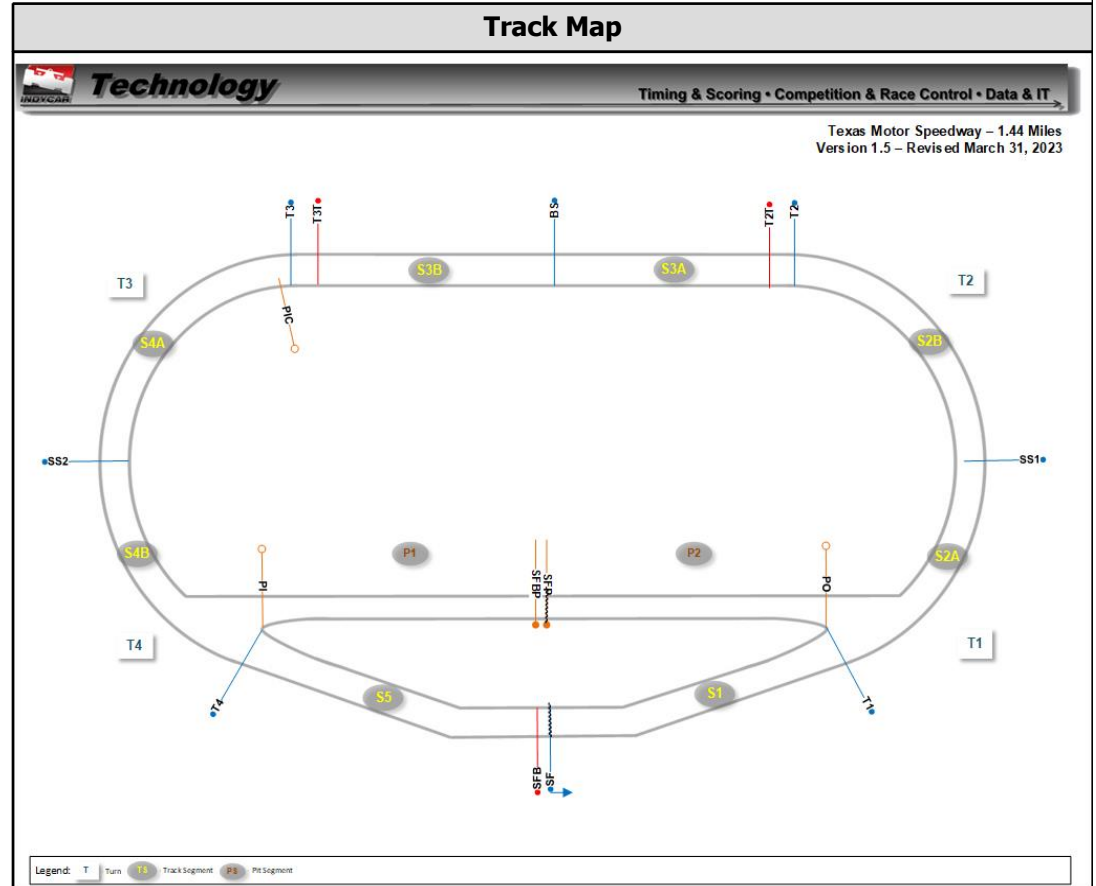 Track Map
INDYCAR Technology
Timing & Scoring • Competition & Race Control • Data & IT
Texas Motor Speedway – 1.44 Miles
Version 1.5 – Revised March 31, 2023
T3
T3T
BS
T2T
T2
S3B
S3A
T3
T2
PIC
S4A
S2B
SS2
SS1
S4B
P1
P2
S2A
PI
SFBP
SFP
PO
T4
T1
T4
S5
S1
T1
SFB
SF
Legend: T Turn TS Track Segment PS Pit Segment